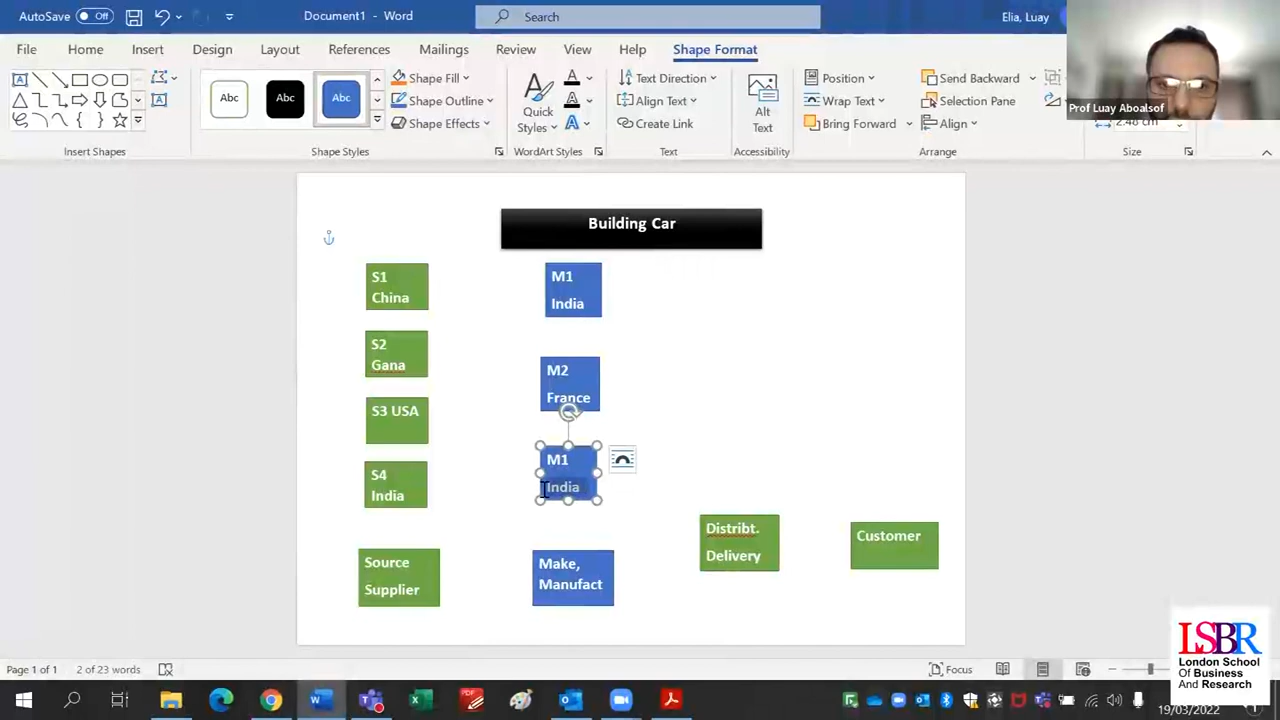 AutoSave Off Document1 - Word Search Elia, Luay
File Home Insert Design Layout References Mailings Review View Help Shape Format
Abc Abc Abc
Shape Fill
Shape Outline
Shape Effects
Quick
Styles
Text Direction
Align Text
Create Link
Alt
Text
Position
Wrap Text
Bring Forward
Send Backward
Selection Pane
Align
2.48 cm
Prof Luay Aboalsof
Insert Shapes Shape Styles WordArt Styles Text Accessibility Arrange Size
Building Car
S1
China
M1
India
S2
Gana
M2
France
S3 USA
M1
India
S4
India
Distribt.
Delivery
Customer
Source
Supplier
Make,
Manufact
LSBR
London School
Of Business
And Research
Page 1 of 1 2 of 23 words Focus
19/03/2022